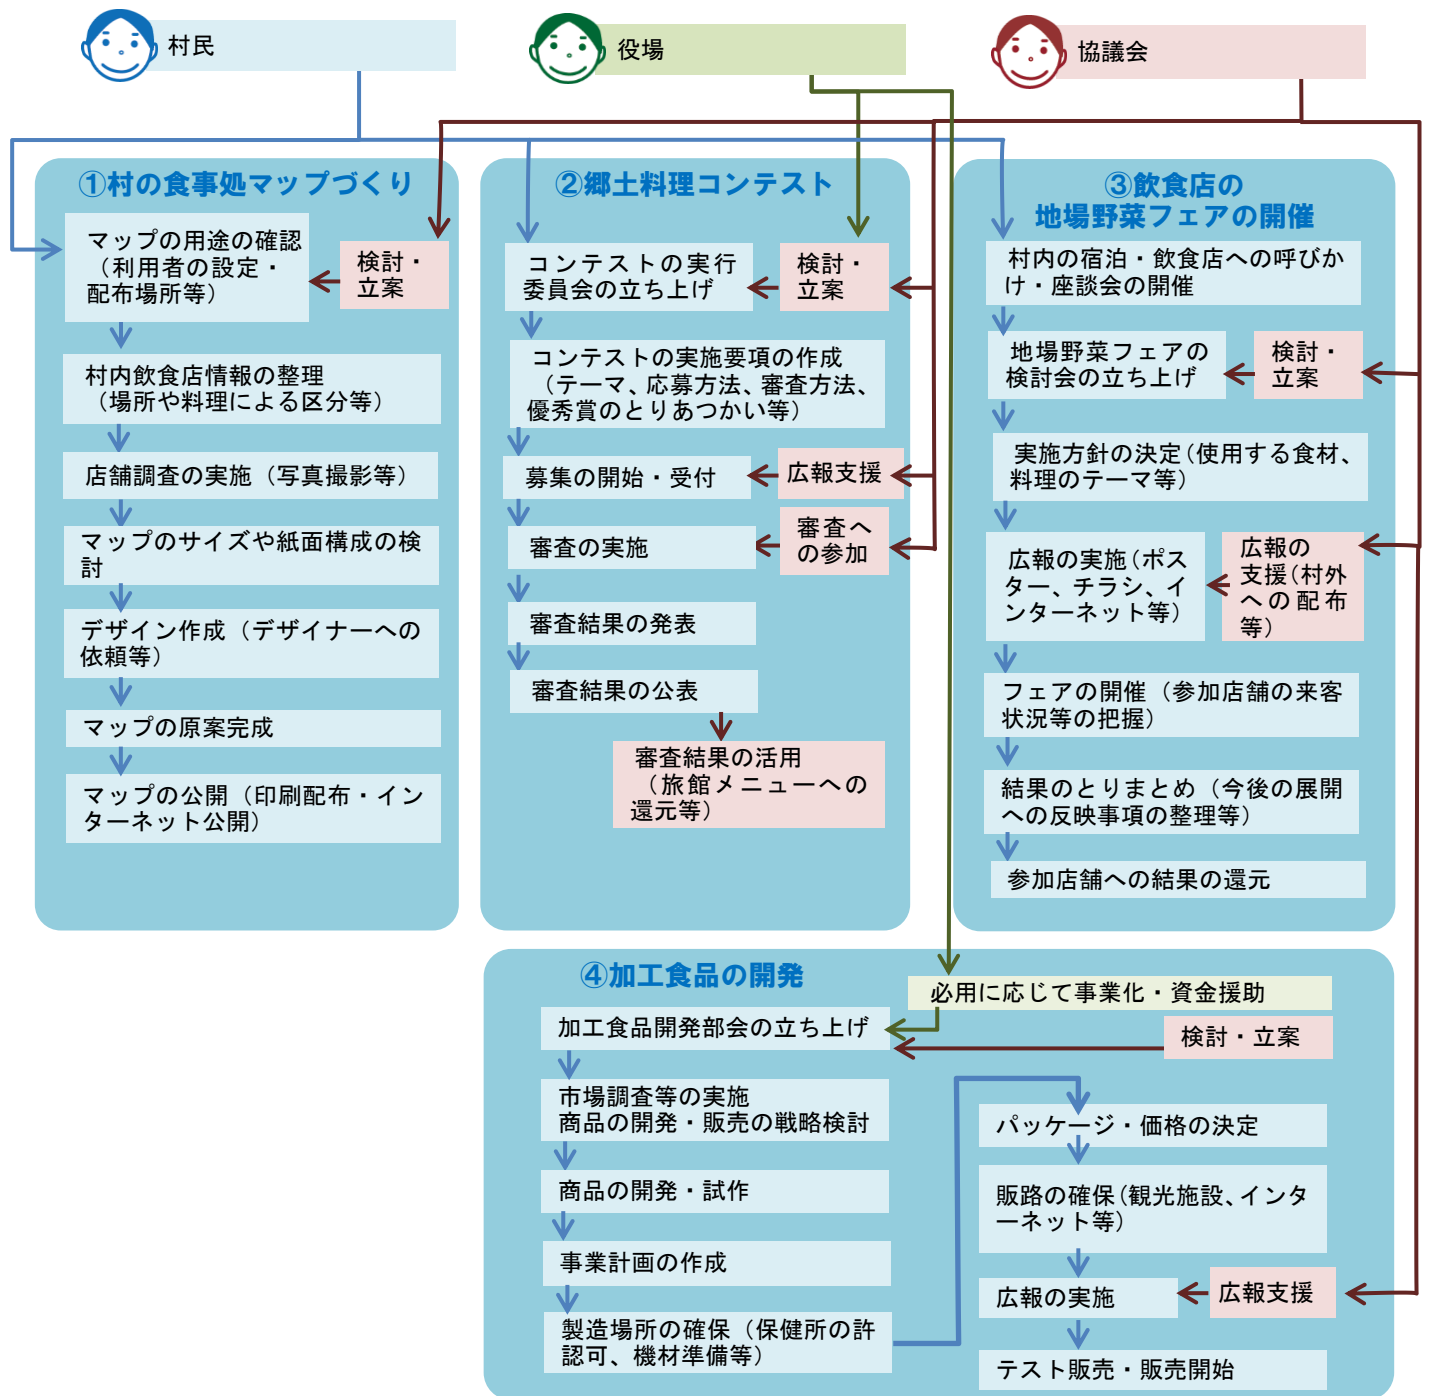 村民
役場
協議会
①村の食事処マップづくり
マップの用途の確認
（利用者の設定・
配布場所等）
検討・
立案
村内飲食店情報の整理
（場所や料理による区分等）
店舗調査の実施（写真撮影等）
マップのサイズや紙面構成の検
討
デザイン作成（デザイナーへの
依頼等）
マップの原案完成
マップの公開（印刷配布・イン
ターネット公開）
②郷土料理コンテスト
コンテストの実行
委員会の立ち上げ
検討・
立案
コンテストの実施要項の作成
（テーマ、応募方法、審査方法、
優秀賞のとりあつかい等）
募集の開始・受付
広報支援
審査の実施
審査へ
の参加
審査結果の発表
審査結果の公表
審査結果の活用
（旅館メニューへの
還元等）
③飲食店の
地場野菜フェアの開催
村内の宿泊・飲食店への呼びか
け・座談会の開催
地場野菜フェアの
検討会の立ち上げ
検討・
立案
実施方針の決定（使用する食材、
料理のテーマ等）
広報の実施（ポス
ター、チラシ、イ
ンターネット等）
広報の
支援（村外
への配布
等）
フェアの開催（参加店舗の来客
状況等の把握）
結果のとりまとめ（今後の展開
への反映事項の整理等）
参加店舗への結果の還元
④加工食品の開発
必用に応じて事業化・資金援助
加工食品開発部会の立ち上げ
検討・立案
市場調査等の実施
商品の開発・販売の戦略検討
商品の開発・試作
事業計画の作成
製造場所の確保（保健所の許
認可、機材準備等）
パッケージ・価格の決定
販路の確保（観光施設、インタ
ーネット等）
広報の実施
広報支援
テスト販売・販売開始